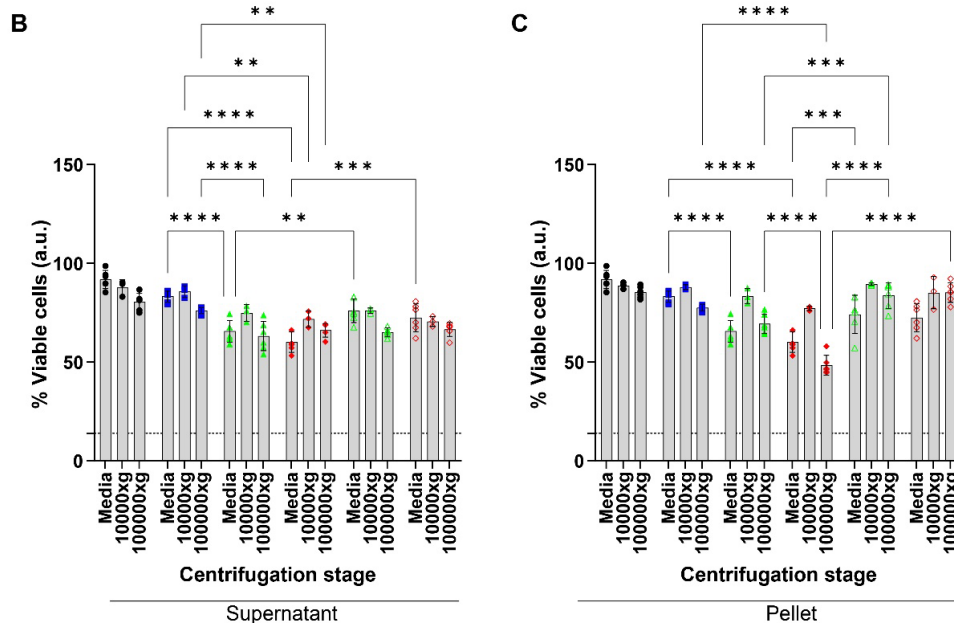 B
**
**
****
****
***
****
**
% Viable cells (a.u.)
150
100
50
0
Media
10000xg
100000xg
Media
10000xg
100000xg
Media
10000xg
100000xg
Media
10000xg
100000xg
Media
10000xg
100000xg
Media
10000xg
100000xg
Centrifugation stage
Supernatant
C
****
***
***
****
****
****
****
****
% Viable cells (a.u.)
150
100
50
0
Media
10000xg
100000xg
Media
10000xg
100000xg
Media
10000xg
100000xg
Media
10000xg
100000xg
Media
10000xg
100000xg
Media
10000xg
100000xg
Centrifugation stage
Pellet